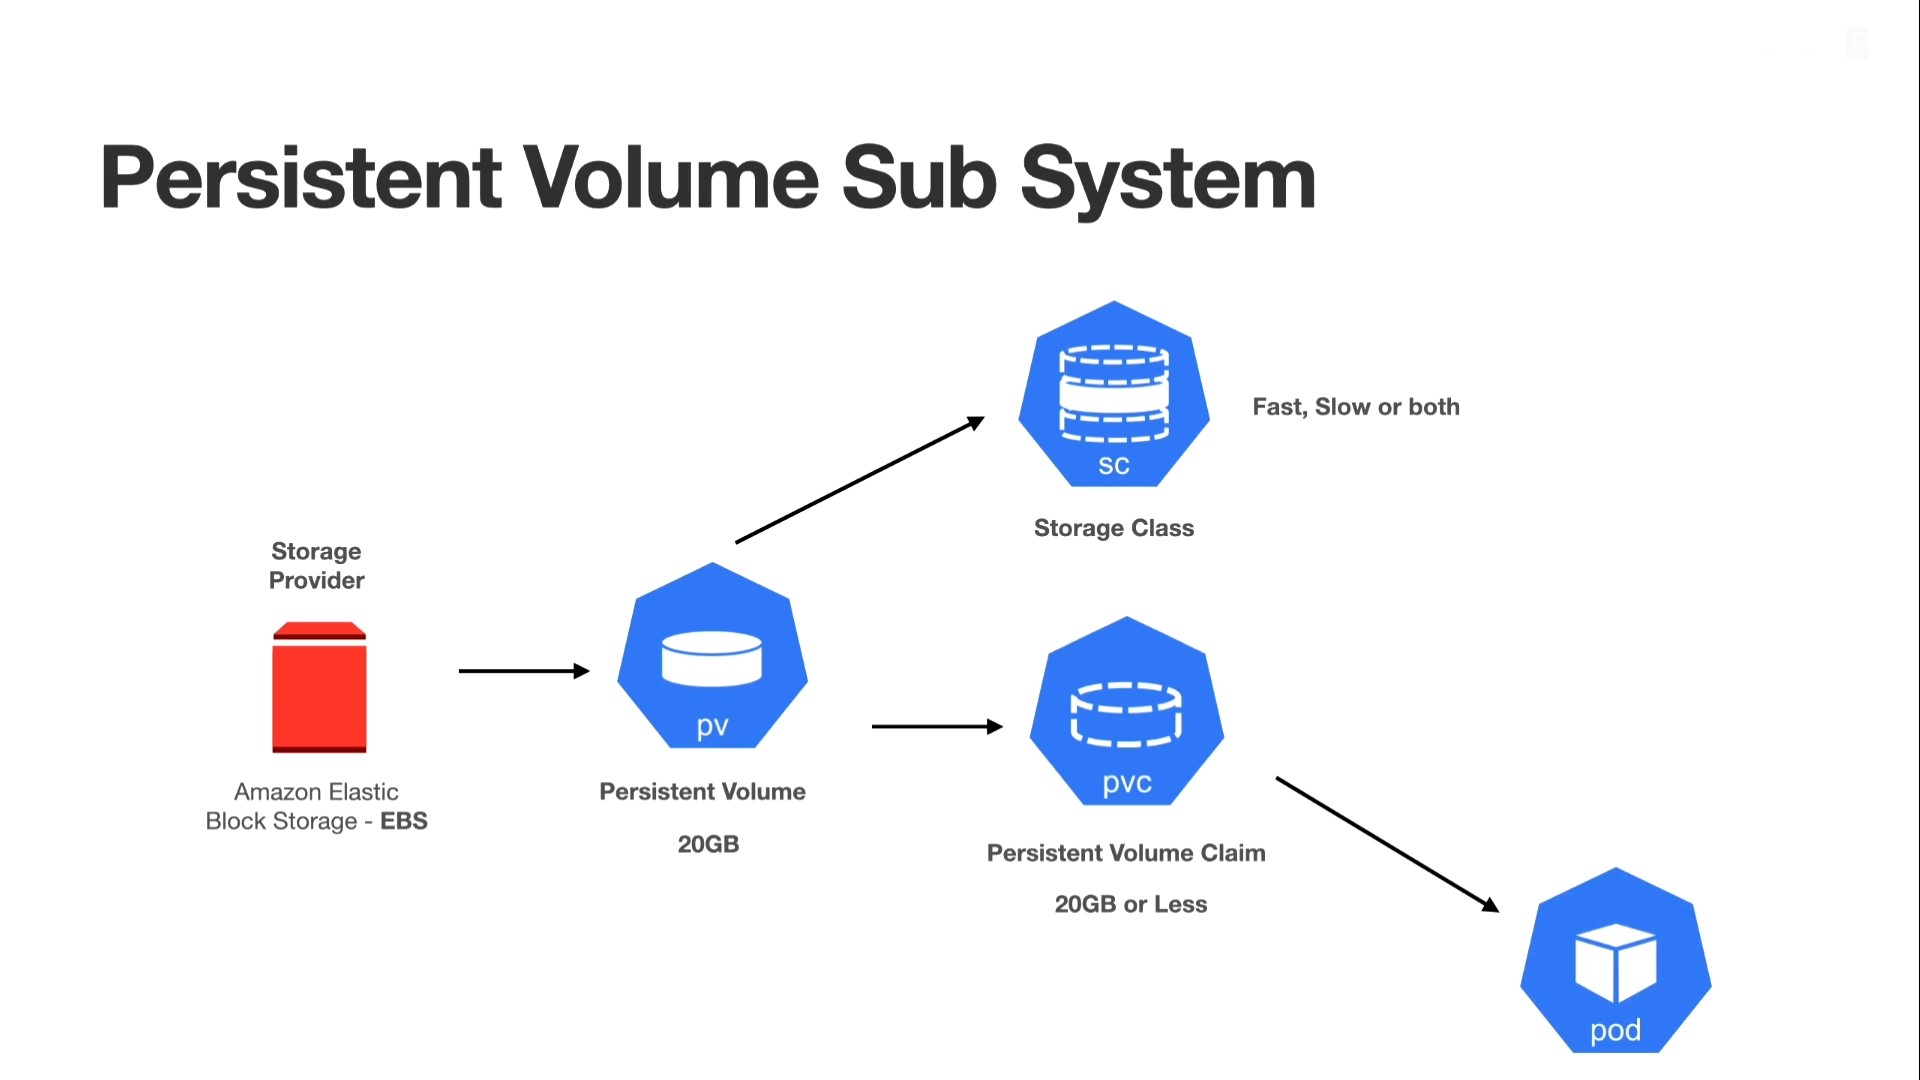 Persistent Volume Sub System
sc
Fast, Slow or both
Storage Class
Storage
Provider
Amazon Elastic
Block Storage - EBS
pv
Persistent Volume
20GB
pvc
Persistent Volume Claim
20GB or Less
pod